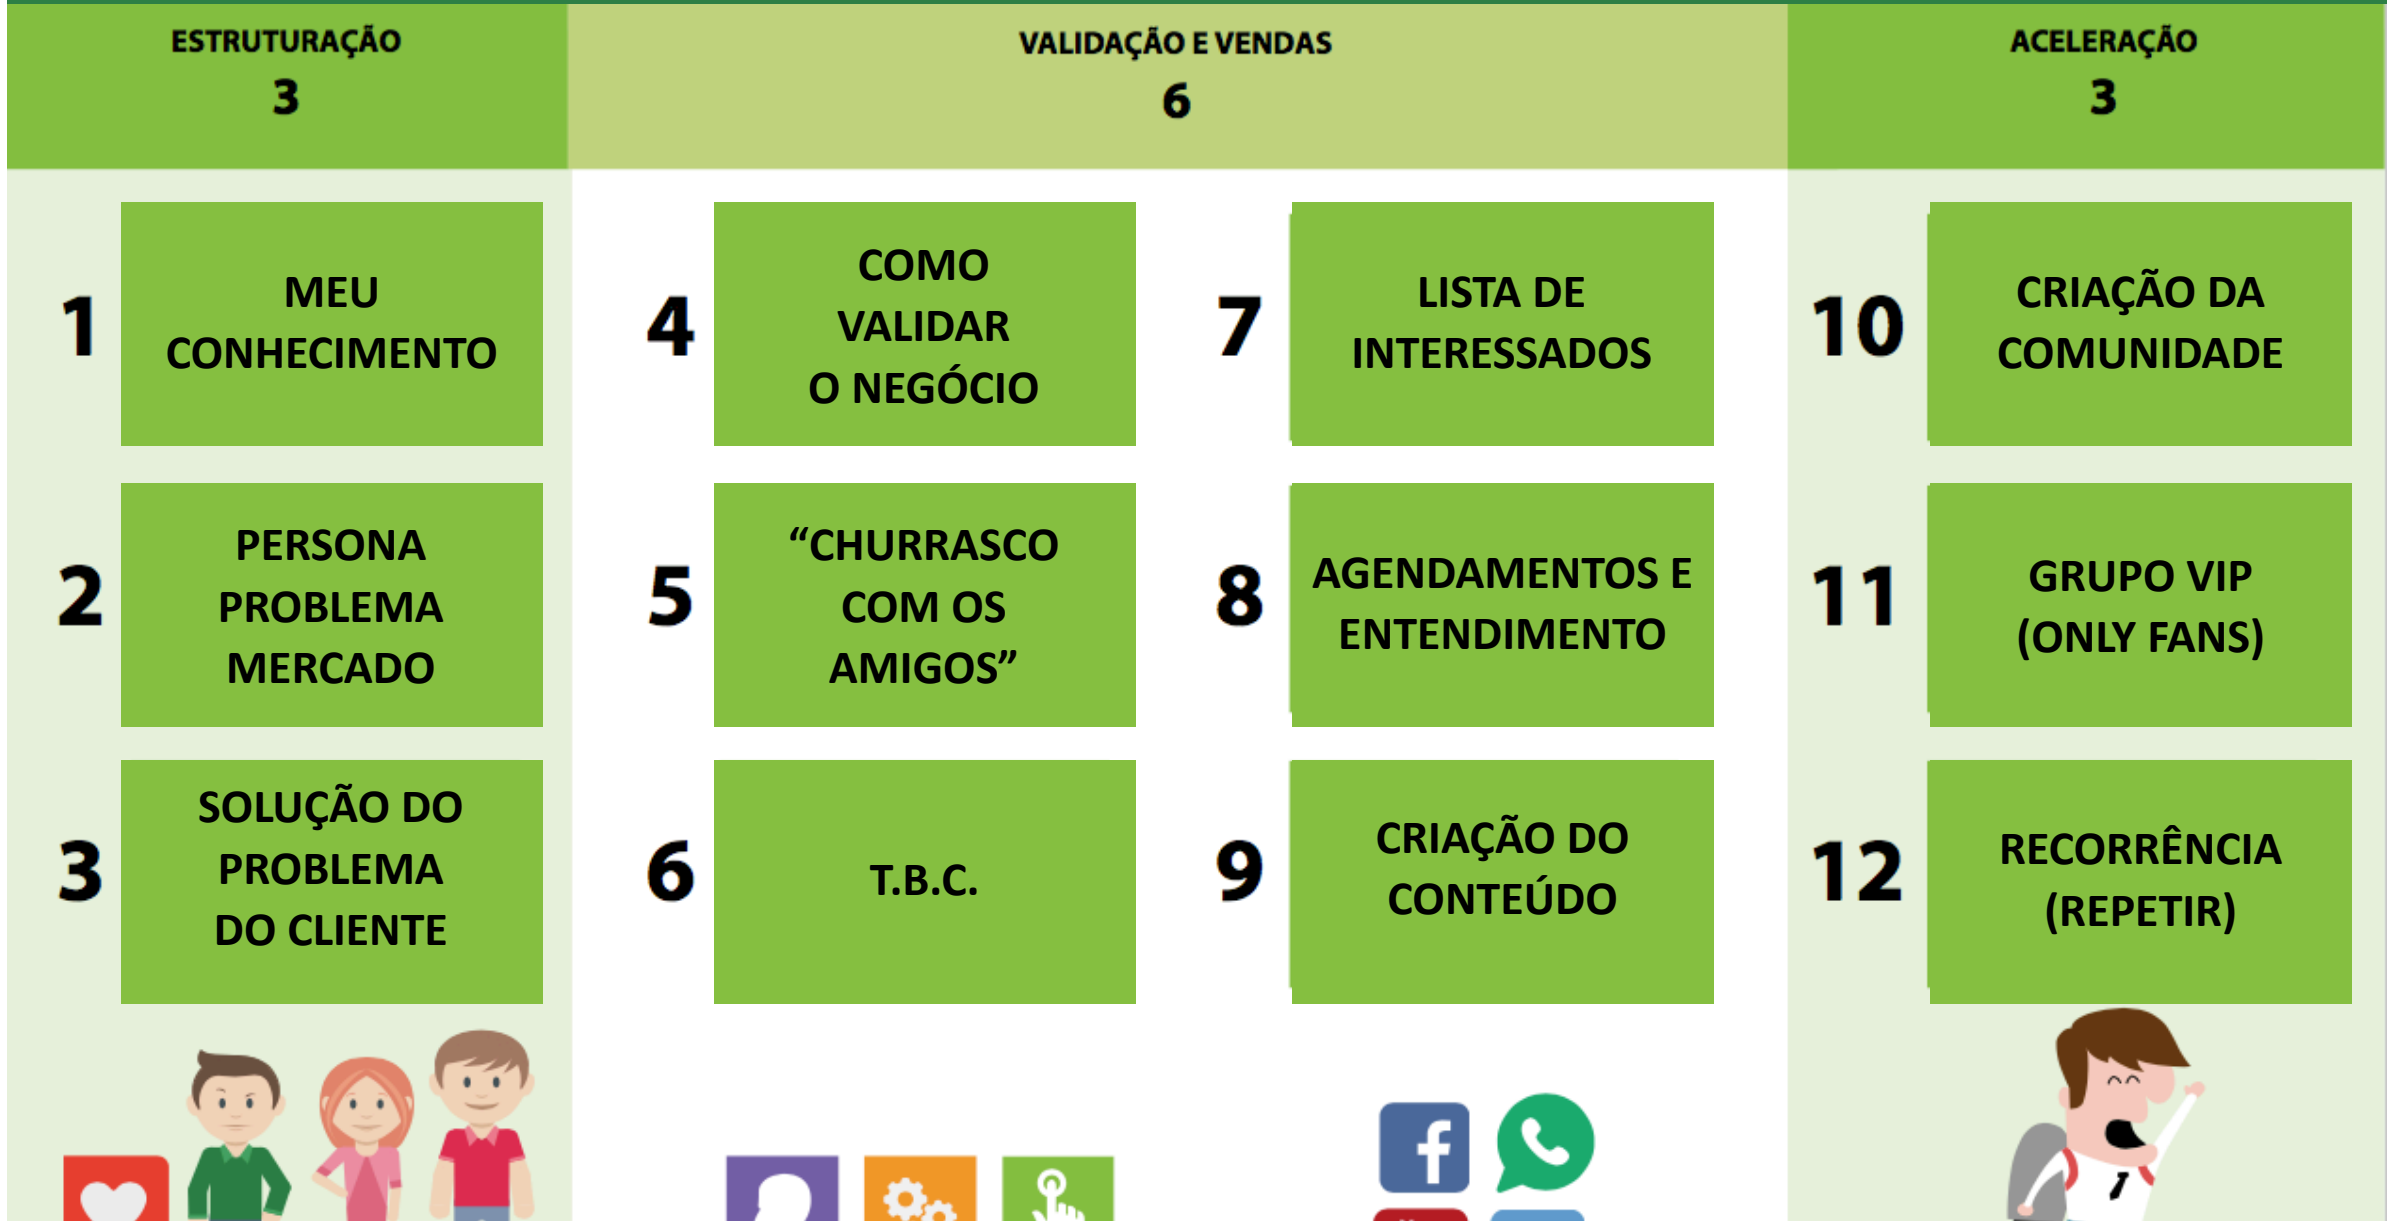 ESTRUTURAÇÃO
3
VALIDAÇÃO E VENDAS
6
ACELERAÇÃO
3
1
MEU
CONHECIMENTO
2
PERSONA
PROBLEMA
MERCADO
3
SOLUÇÃO DO
PROBLEMA
DO CLIENTE
4
COMO
VALIDAR
O NEGÓCIO
5
“CHURRASCO
COM OS
AMIGOS”
6
T.B.C.
7
LISTA DE
INTERESSADOS
8
AGENDAMENTOS E
ENTENDIMENTO
9
CRIAÇÃO DO
CONTEÚDO
10
CRIAÇÃO DA
COMUNIDADE
11
GRUPO VIP
(ONLY FANS)
12
RECORRÊNCIA
(REPETIR)